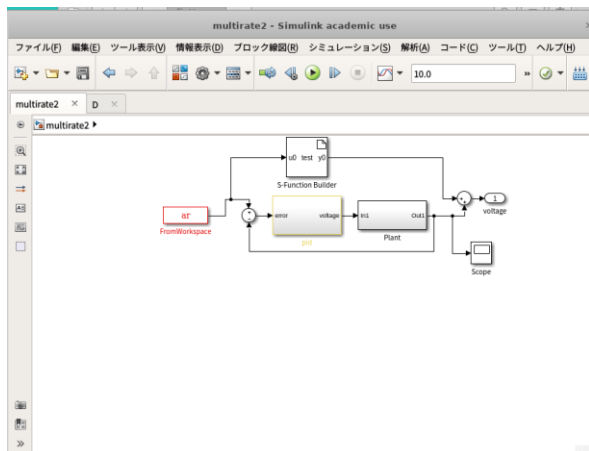 multirate2 - Simulink academic use
ファイル(F) 編集(E) ツール表示(V) 情報表示(D) ブロック線図(R) シミュレーション(S) 解析(A) コード(C) ツール(T) ヘルプ(H)
10.0
»
multirate2 × D ×
multirate2
u0 test y0
S-Function Builder
ar
FromWorkspace
error voltage
pid
In1 Out1
Plant
1
voltage
Scope